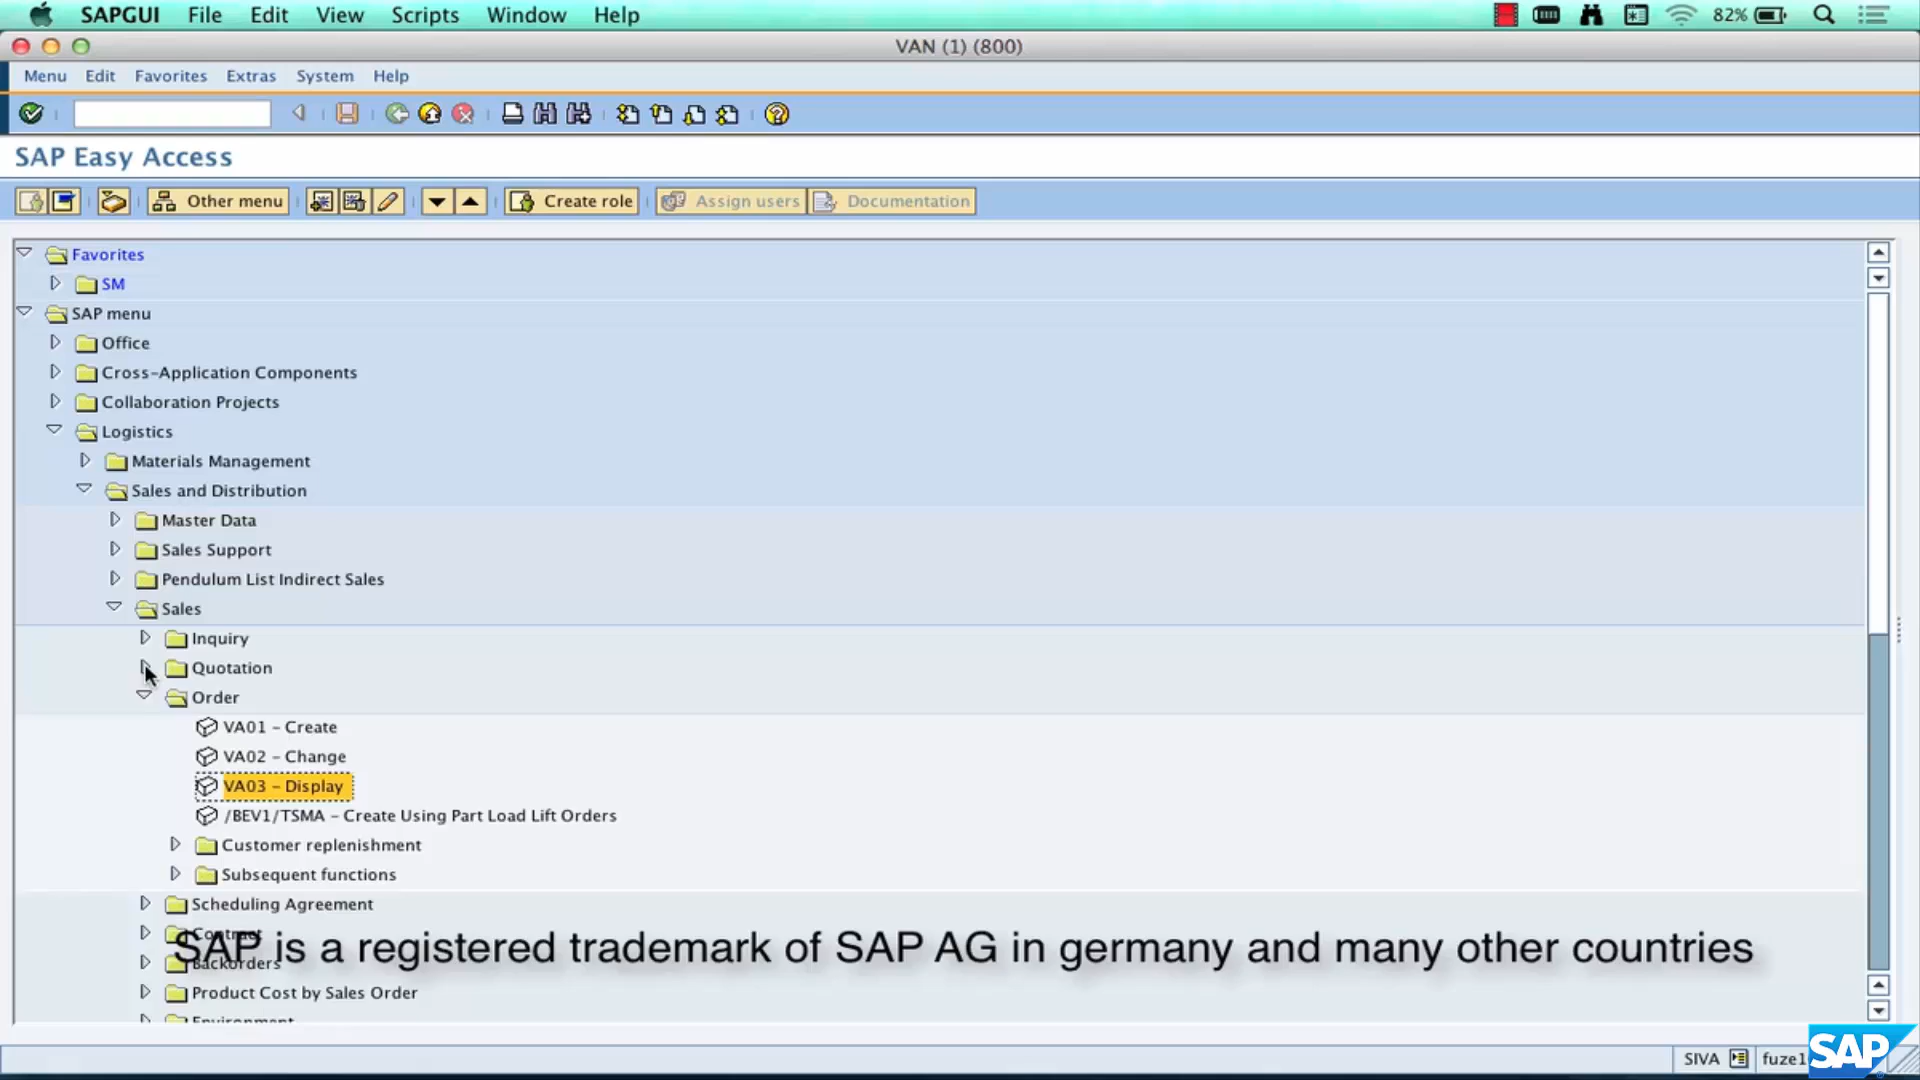 SAPGUI File Edit View Scripts Window Help 82%
VAN (1) (800)
Menu Edit Favorites Extras System Help
SAP Easy Access
Other menu Create role Assign users Documentation
Favorites
SM
SAP menu
Office
Cross-Application Components
Collaboration Projects
Logistics
Materials Management
Sales and Distribution
Master Data
Sales Support
Pendulum List Indirect Sales
Sales
Inquiry
Quotation
Order
VA01 - Create
VA02 - Change
VA03 - Display
/BEV1/TSMA - Create Using Part Load Lift Orders
Customer replenishment
Subsequent functions
Scheduling Agreement
Contract
SAP is a registered trademark of SAP AG in germany and many other countries
Backorders
Product Cost by Sales Order
Environment
SIVA fuze1 SAP